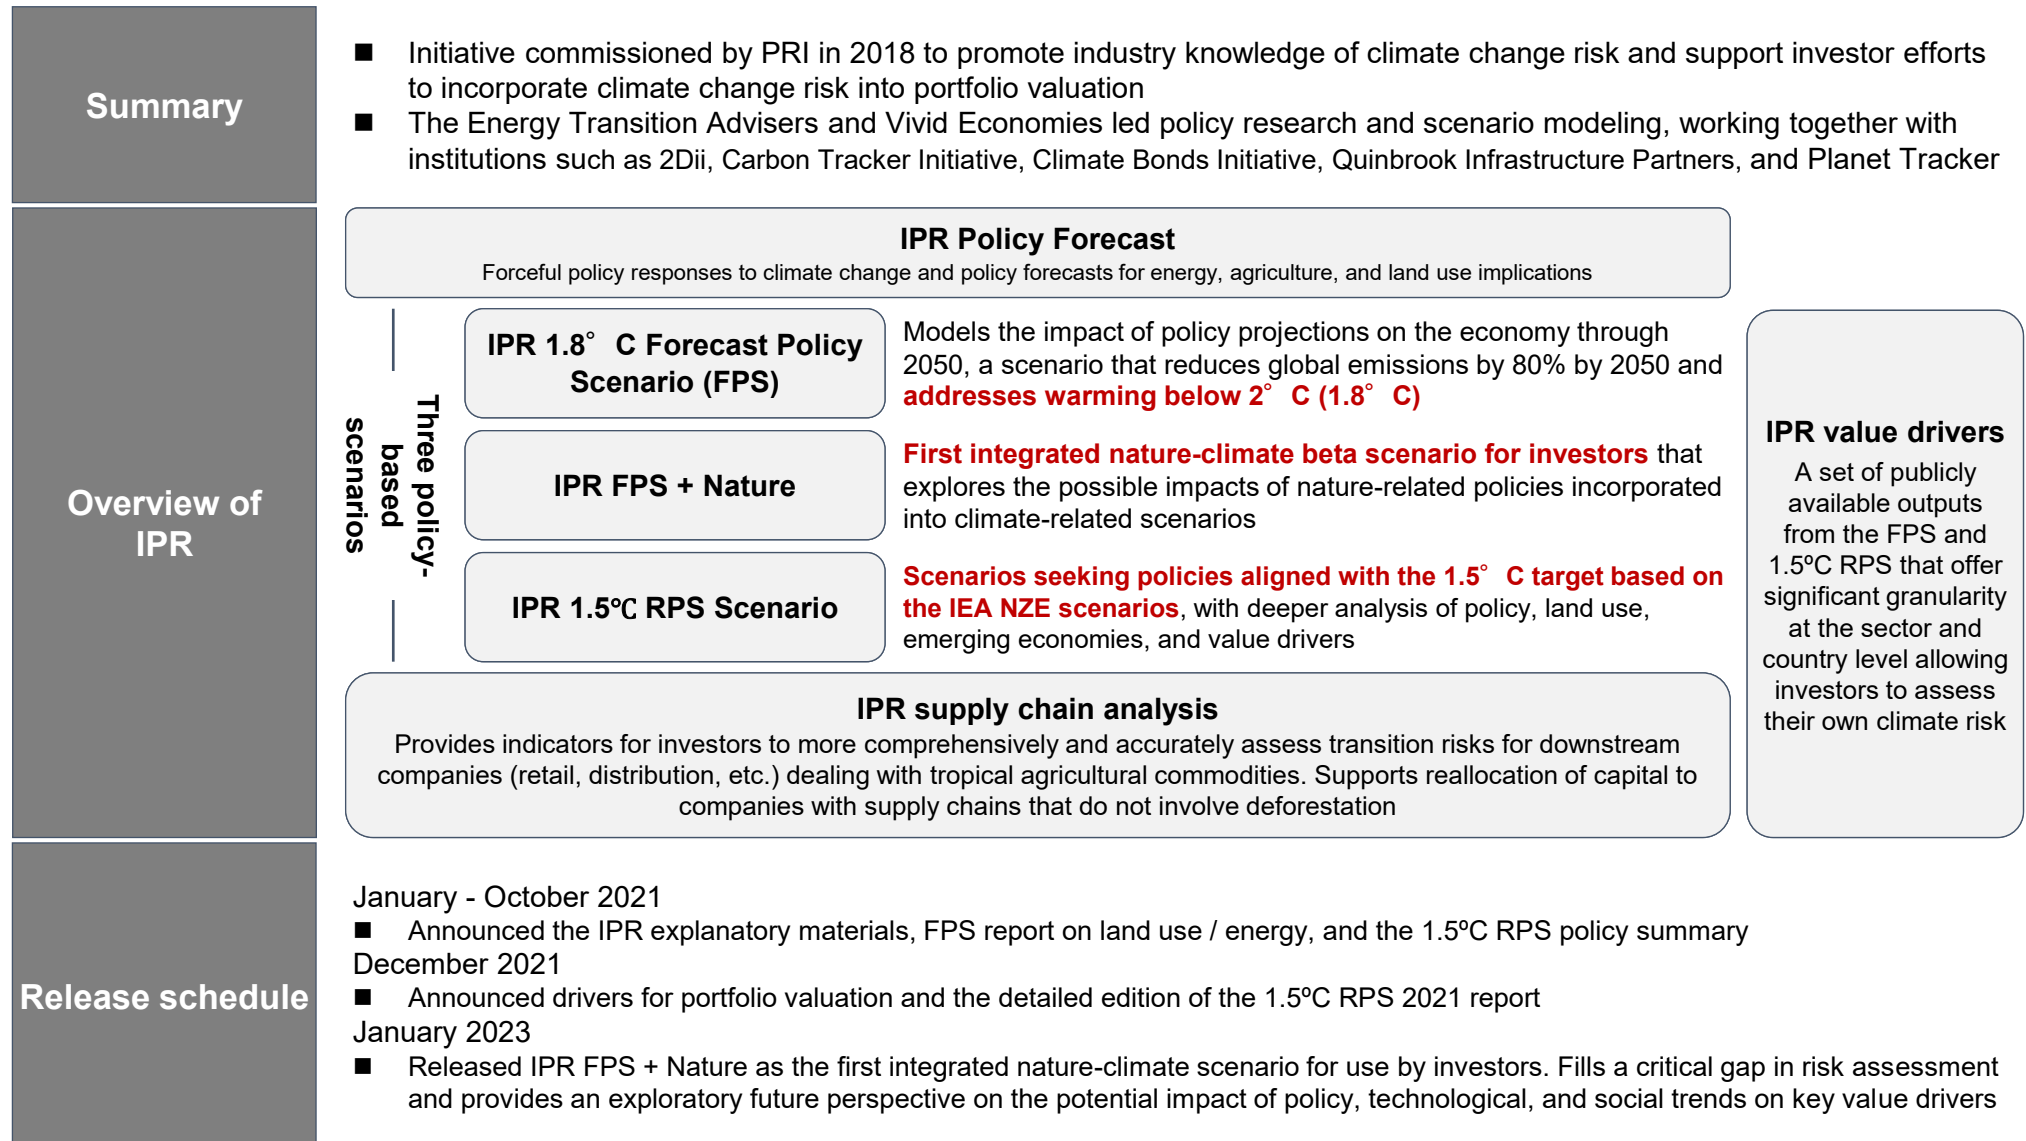 Summary
■ Initiative commissioned by PRI in 2018 to promote industry knowledge of climate change risk and support investor efforts
to incorporate climate change risk into portfolio valuation
■ The Energy Transition Advisers and Vivid Economies led policy research and scenario modeling, working together with
institutions such as 2Dii, Carbon Tracker Initiative, Climate Bonds Initiative, Quinbrook Infrastructure Partners, and Planet Tracker
Overview of
IPR
IPR Policy Forecast
Forceful policy responses to climate change and policy forecasts for energy, agriculture, and land use implications
Three policy-
based
scenarios
IPR 1.8°C Forecast Policy
Scenario (FPS)
Models the impact of policy projections on the economy through
2050, a scenario that reduces global emissions by 80% by 2050 and
addresses warming below 2°C (1.8°C)
IPR FPS + Nature
First integrated nature-climate beta scenario for investors that
explores the possible impacts of nature-related policies incorporated
into climate-related scenarios
IPR 1.5℃ RPS Scenario
Scenarios seeking policies aligned with the 1.5°C target based on
the IEA NZE scenarios, with deeper analysis of policy, land use,
emerging economies, and value drivers
IPR supply chain analysis
Provides indicators for investors to more comprehensively and accurately assess transition risks for downstream
companies (retail, distribution, etc.) dealing with tropical agricultural commodities. Supports reallocation of capital to
companies with supply chains that do not involve deforestation
IPR value drivers
A set of publicly
available outputs
from the FPS and
1.5ºC RPS that offer
significant granularity
at the sector and
country level allowing
investors to assess
their own climate risk
Release schedule
January - October 2021
■ Announced the IPR explanatory materials, FPS report on land use / energy, and the 1.5ºC RPS policy summary
December 2021
■ Announced drivers for portfolio valuation and the detailed edition of the 1.5ºC RPS 2021 report
January 2023
■ Released IPR FPS + Nature as the first integrated nature-climate scenario for use by investors. Fills a critical gap in risk assessment
and provides an exploratory future perspective on the potential impact of policy, technological, and social trends on key value drivers